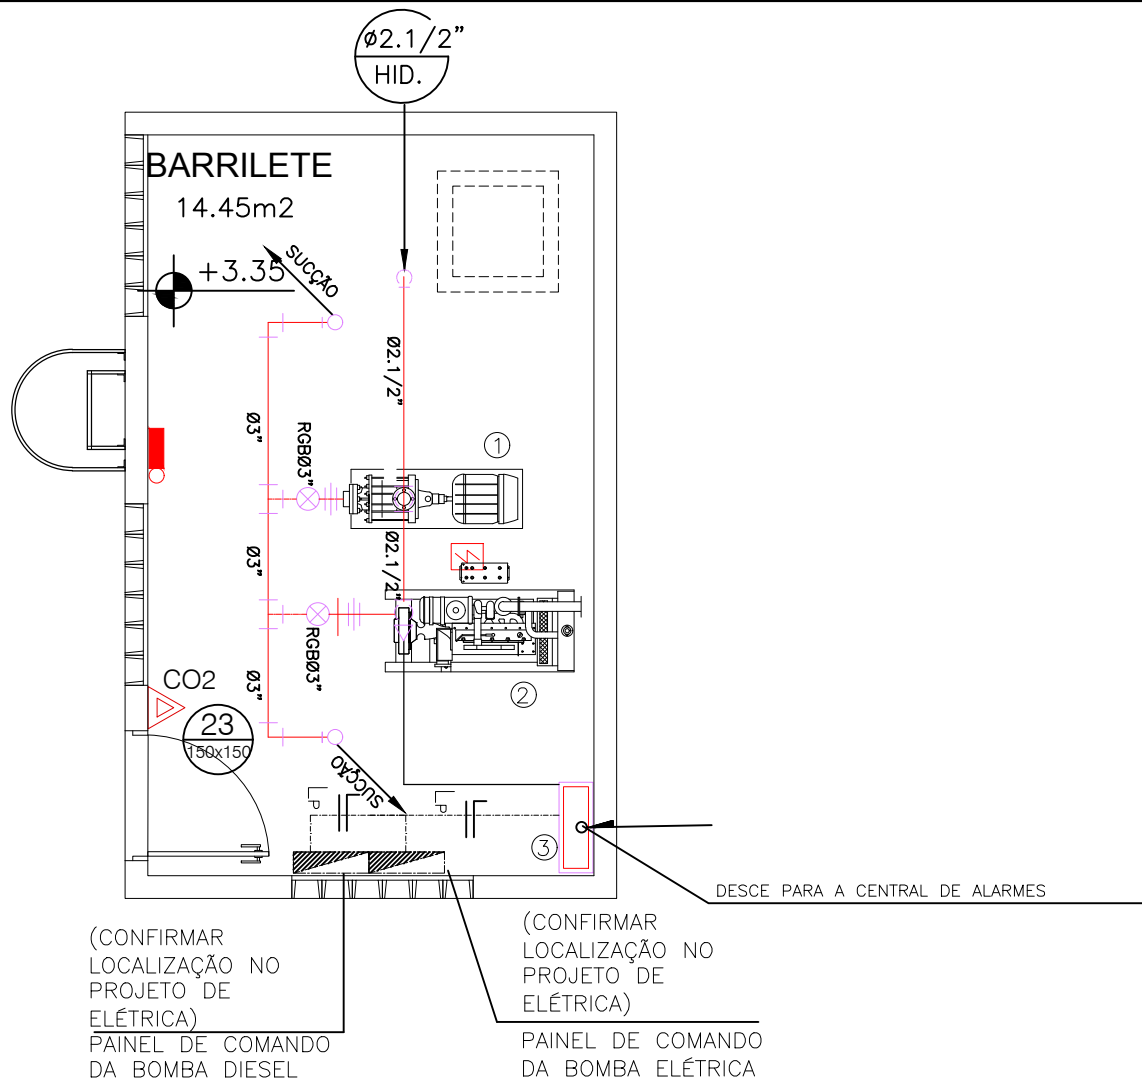 ø2.1/2"
HID.
BARRILETE
14.45m2
+3.35
SUCÇÃO
Ø2.1/2"
Ø3"
RGBØ3"
1
Ø3"
Ø2.1/2"
RGBØ3"
Ø3"
2
CO2
23
150x150
SUCÇÃO
LP
LP
3
DESCE PARA A CENTRAL DE ALARMES
(CONFIRMAR
LOCALIZAÇÃO NO
PROJETO DE
ELÉTRICA)
PAINEL DE COMANDO
DA BOMBA DIESEL
(CONFIRMAR
LOCALIZAÇÃO NO
PROJETO DE
ELÉTRICA)
PAINEL DE COMANDO
DA BOMBA ELÉTRICA